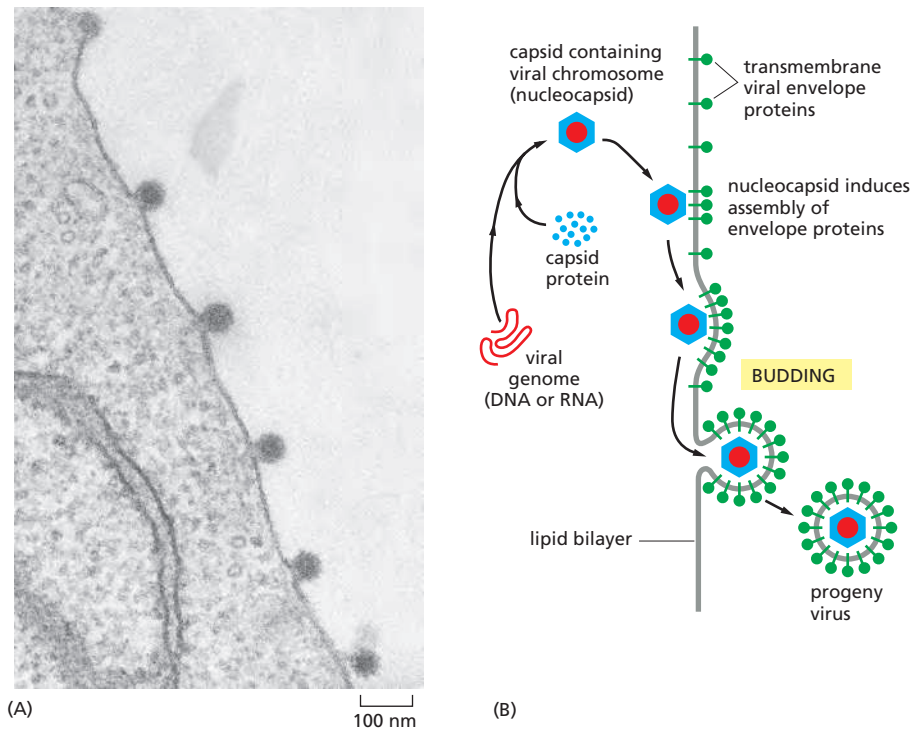 (A)
100 nm
capsid containing
viral chromosome
(nucleocapsid)
transmembrane
viral envelope
proteins
nucleocapsid induces
assembly of
envelope proteins
capsid
protein
viral
genome
(DNA or RNA)
BUDDING
lipid bilayer
progeny
virus
(B)